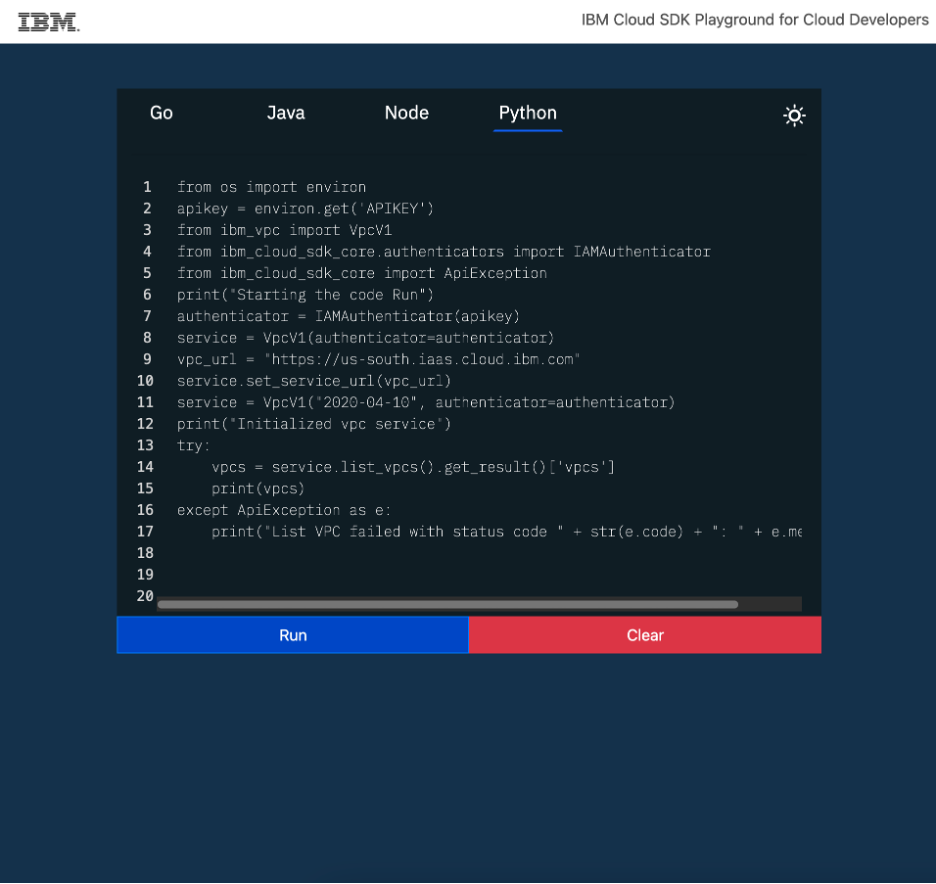 IBM.
IBM Cloud SDK Playground for Cloud Developers
Go Java Node Python
1 from os import environ
2 apikey = environ.get('APIKEY')
3 from ibm_vpc import VpcV1
4 from ibm_cloud_sdk_core.authenticators import IAMAuthenticator
5 from ibm_cloud_sdk_core import ApiException
6 print("Starting the code Run")
7 authenticator = IAMAuthenticator(apikey)
8 service = VpcV1(authenticator=authenticator)
9 vpc_url = "https://us-south.iaas.cloud.ibm.com"
10 service.set_service_url(vpc_url)
11 service = VpcV1("2020-04-10", authenticator=authenticator)
12 print("Initialized vpc service")
13 try:
14     vpcs = service.list_vpcs().get_result()['vpcs']
15     print(vpcs)
16 except ApiException as e:
17     print("List VPC failed with status code " + str(e.code) + ": " + e.me
18
19
20
Run Clear